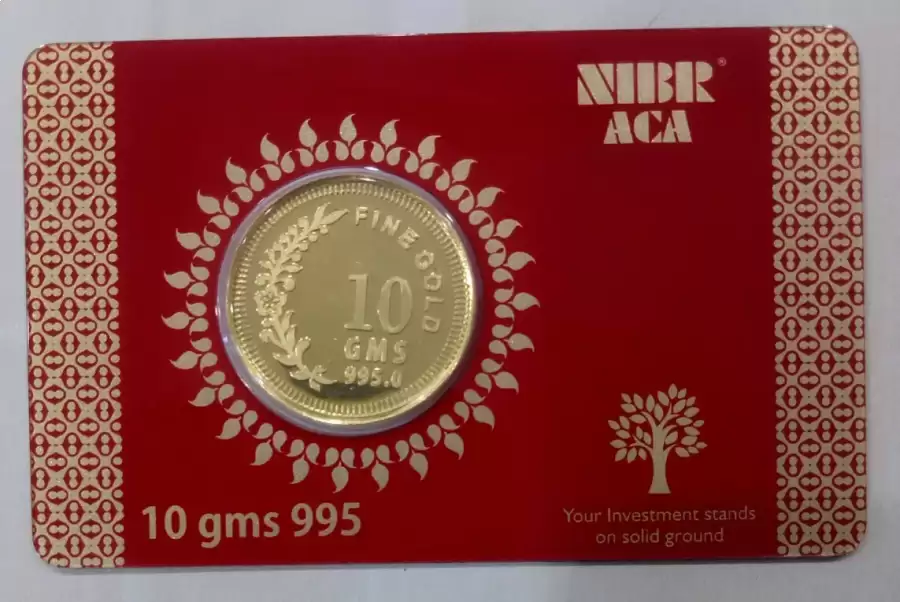 NIBR®
ACA
FINE GOLD
10
GMS
995.0
10 gms 995
Your Investment stands
on solid ground